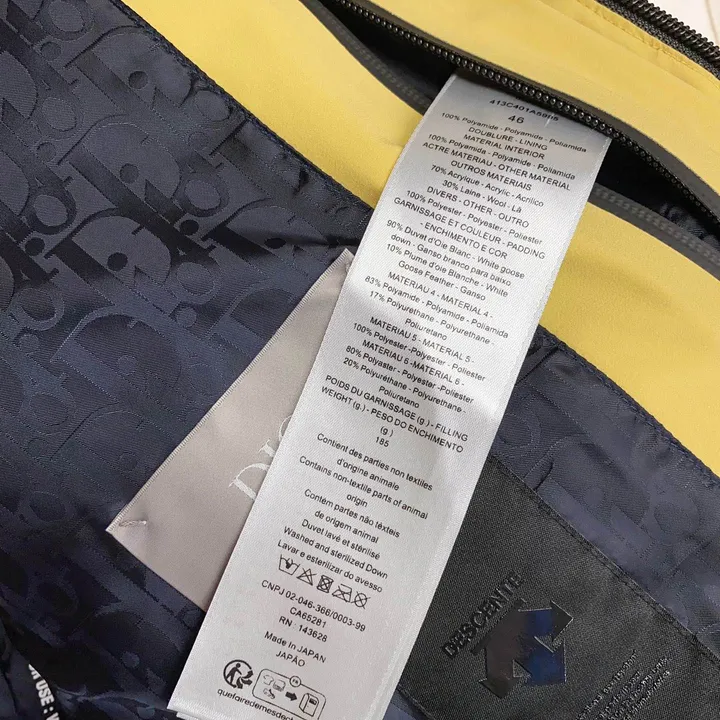 413C401A5995
46
100% Polyamide - Polyamide - Poliamida
DOUBLURE - LINING
MATERIAL INTERIOR
100% Polyamide - Polyamide - Poliamida
ACTRE MATERIAU - OTHER MATERIAL
OUTROS MATERIAIS
70% Acrylique - Acrylic - Acrilico
30% Laine - Wool - Lã
DIVERS - OTHER - OUTRO
100% Polyester - Polyester - Poliester
GARNISSAGE ET COULEUR - PADDING
- ENCHIMENTO E COR
90% Duvet d'Oie Blanc - White goose
down - Ganso branco para baixo
10% Plume d'oie Blanche - White
Goose Feather - Ganso
MATERIAU 4 - MATERIAL 4 -
83% Polyamide - Polyamide - Poliamida
17% Polyuréthane - Polyurethane -
Poliuretano
MATERIAU 5 - MATERIAL 5 -
100% Polyester -Polyester -Poliester
MATERIAU 6 - MATERIAL 6 -
80% Polyaster - Polyester -Poliester
20% Polyuréthane - Polyurethane -
Poliuretano
POIDS DU GARNISSAGE (g) - FILLING
WEIGHT (g.) - PESO DO ENCHIMENTO
(g )
185
Contient des parties non textiles
d'origine animale
Contains non-textile parts of animal
origin
Contém partes não têxteis
de origem animal
Duvet lavé et stérilisé
Washed and sterilized Down
Lavar e esterilizar do avesso
CNPJ 02-046-366/0003-99
CA65281
RN : 143628
Made In JAPAN
JAPÃO
DESCENTE